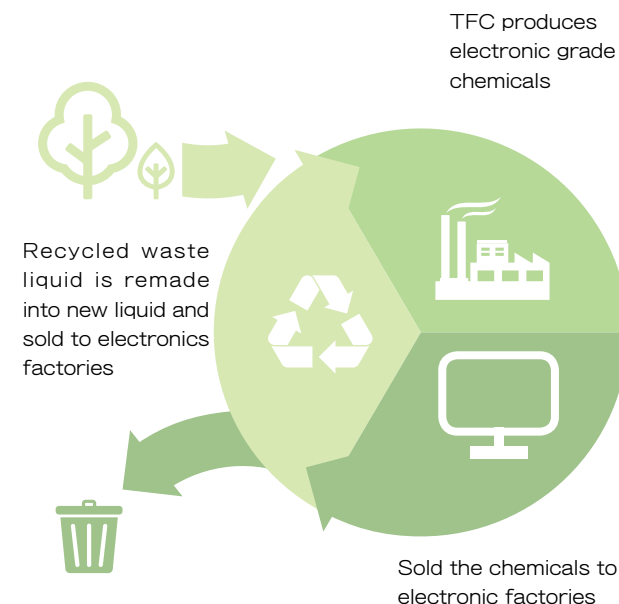 TFC produces
electronic grade
chemicals
Recycled waste
liquid is remade
into new liquid and
sold to electronics
factories
Sold the chemicals to
electronic factories